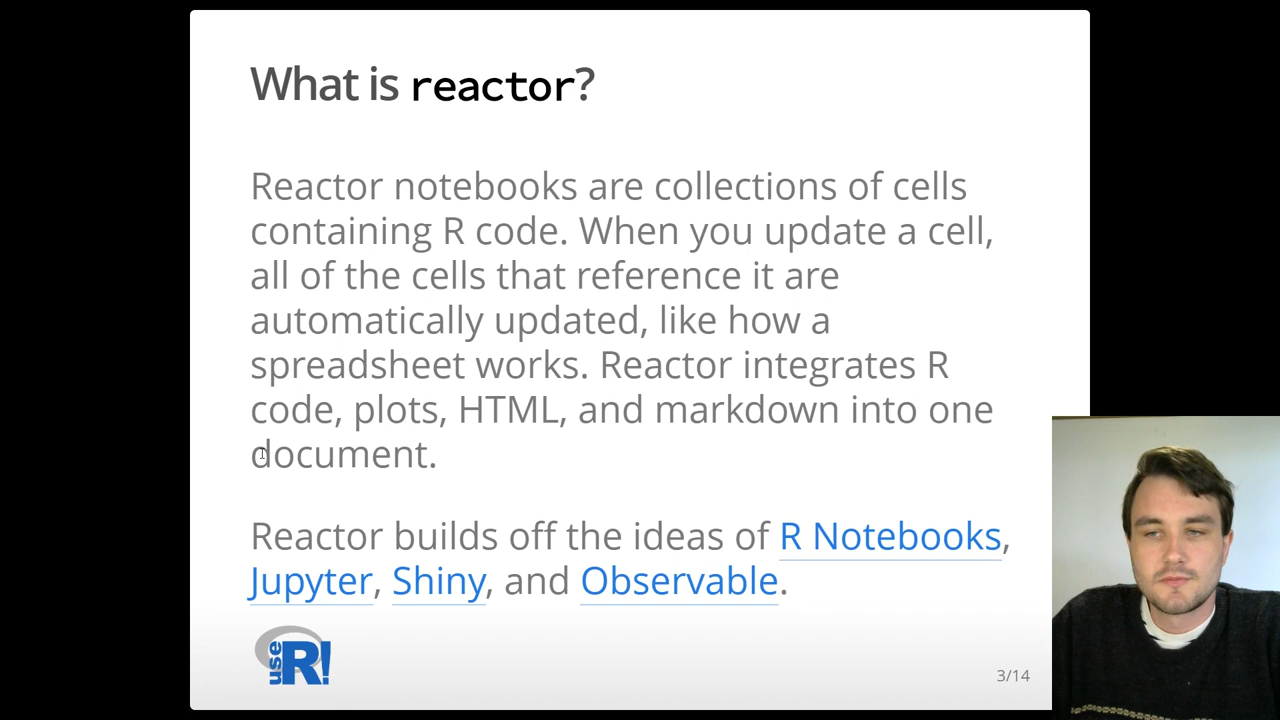 What is reactor?
Reactor notebooks are collections of cells
containing R code. When you update a cell,
all of the cells that reference it are
automatically updated, like how a
spreadsheet works. Reactor integrates R
code, plots, HTML, and markdown into one
document.
Reactor builds off the ideas of R Notebooks,
Jupyter, Shiny, and Observable.
use R!
3/14